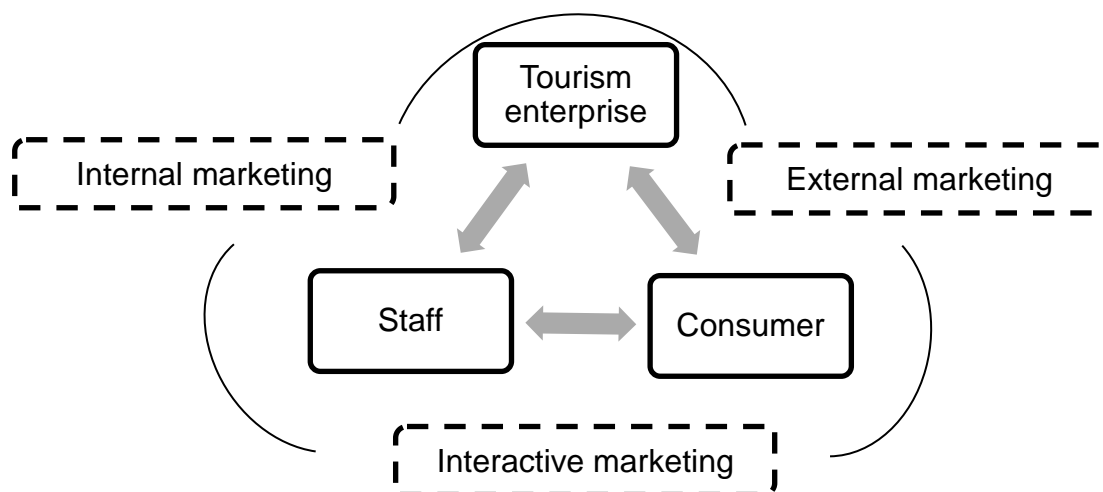 Tourism
enterprise
Internal marketing
External marketing
Staff
Consumer
Interactive marketing